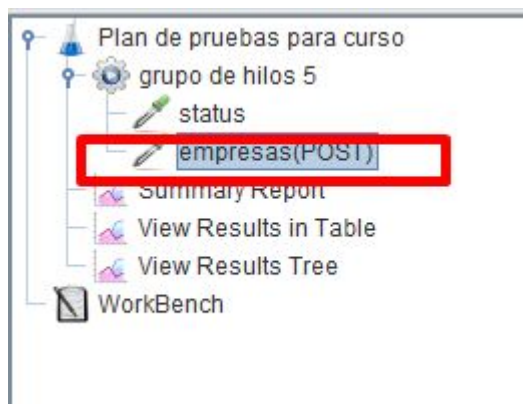 Plan de pruebas para curso
grupo de hilos 5
status
empresas(POST)
Summary Report
View Results in Table
View Results Tree
WorkBench